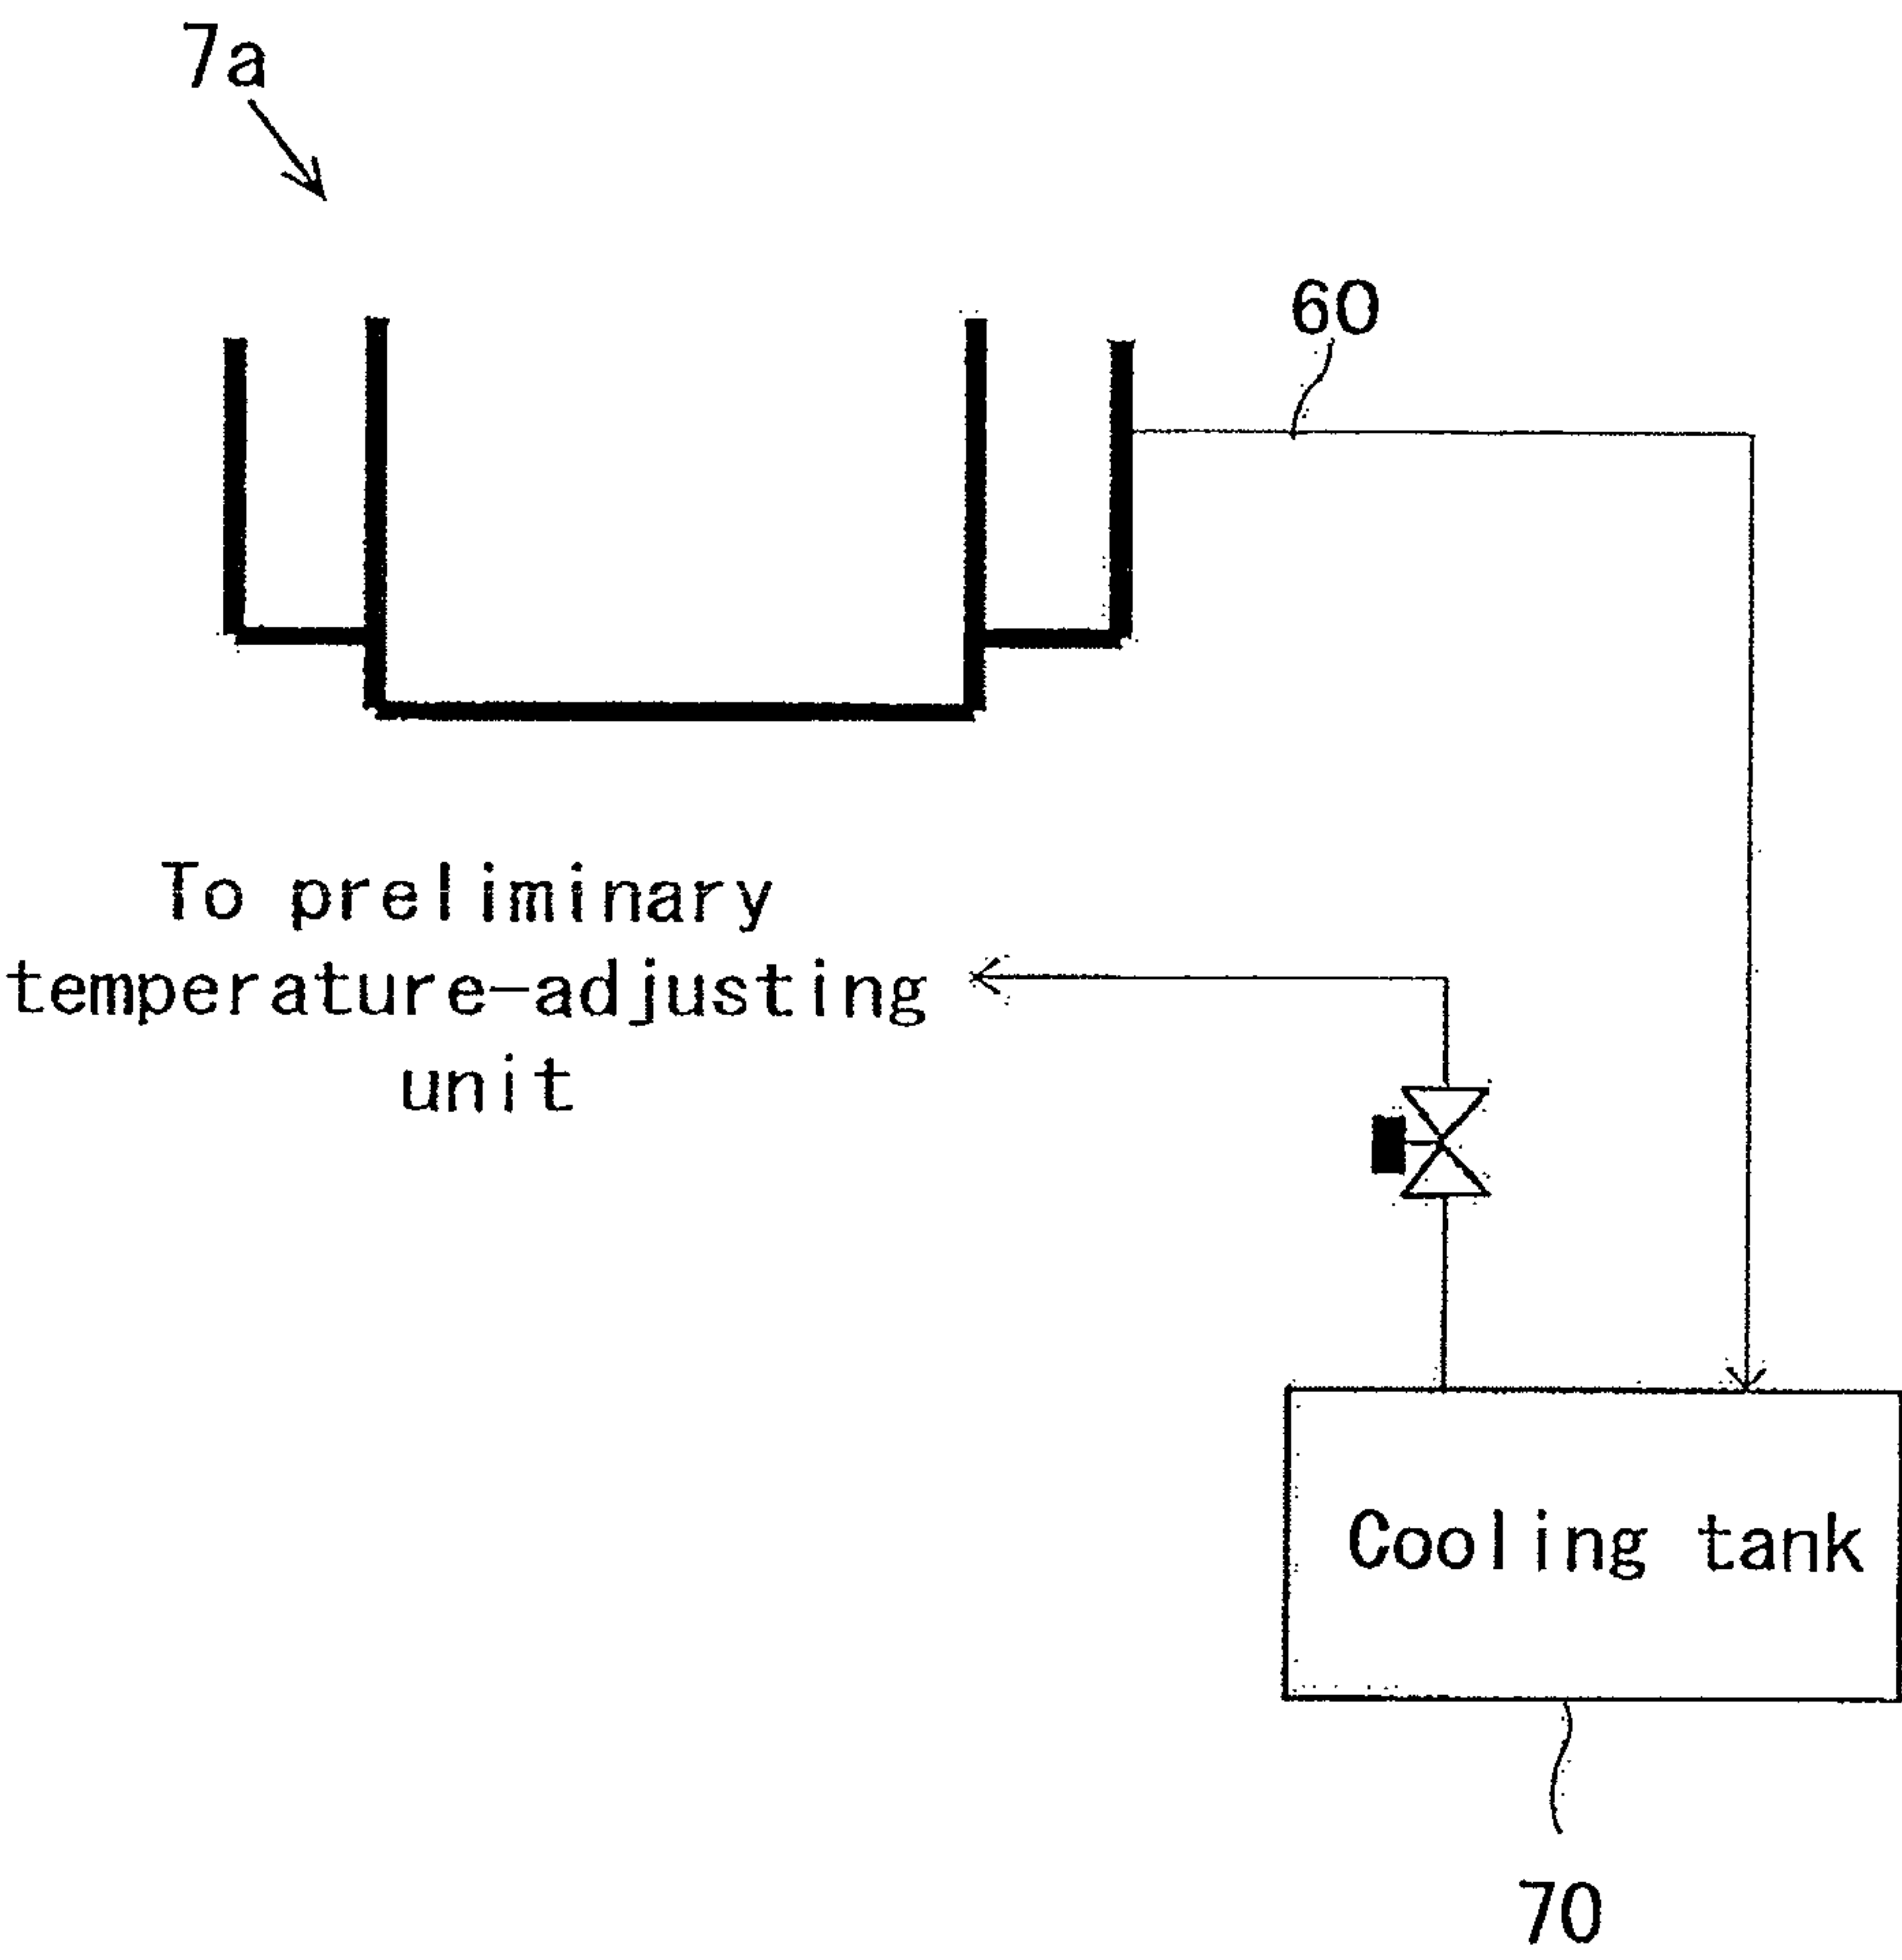 7a
60
To preliminary
temperature-adjusting
unit
Cooling tank
70